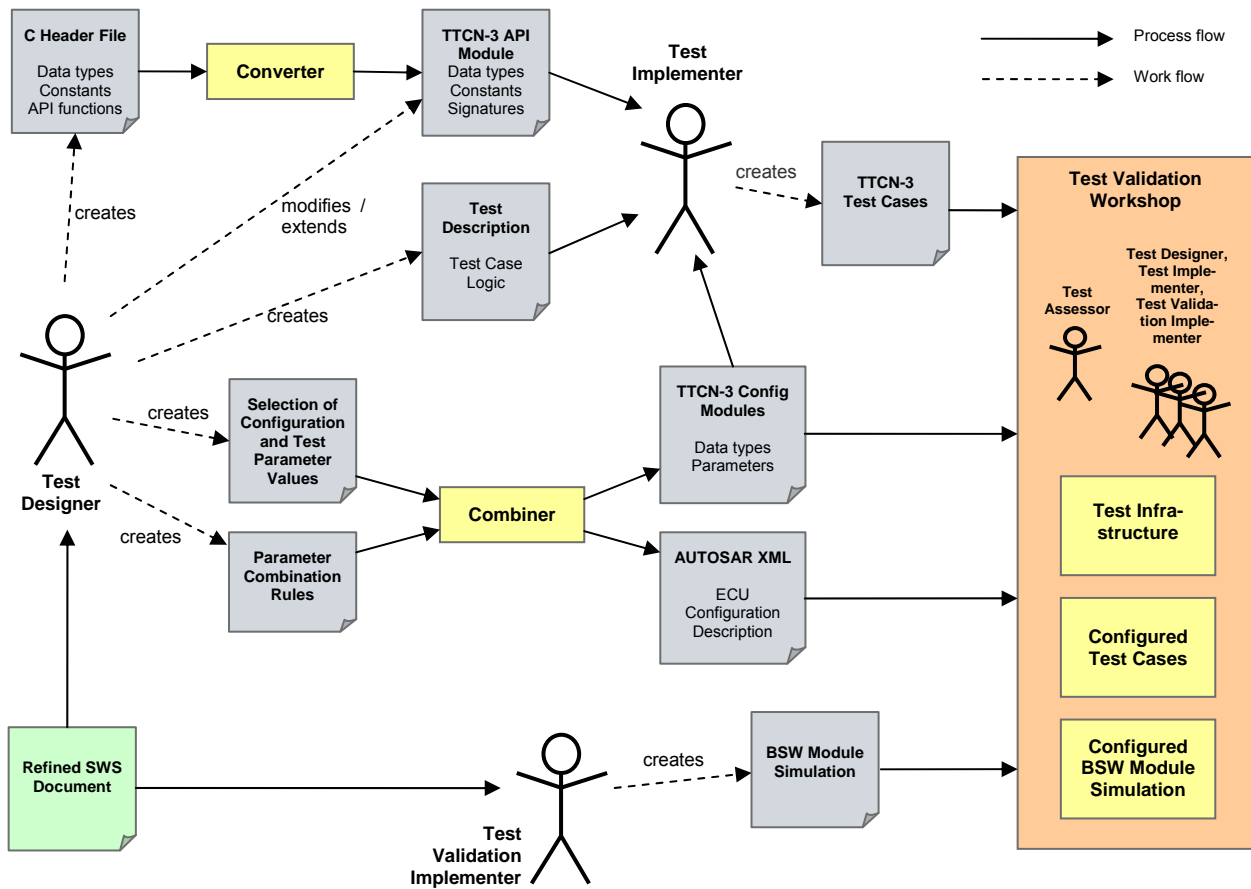 C Header File
Data types
Constants
API functions
Converter
TTCN-3 API
Module
Data types
Constants
Signatures
Test
Implementer
Process flow
Work flow
creates
modifies /
extends
Test
Description
Test Case
Logic
creates
creates
TTCN-3
Test Cases
Test Validation
Workshop
Test Designer,
Test Imple-
menter,
Test Valida-
tion Imple-
menter
Test
Assessor
Test
Designer
creates
Selection of
Configuration
and Test
Parameter
Values
creates
Parameter
Combination
Rules
Combiner
TTCN-3 Config
Modules
Data types
Parameters
AUTOSAR XML
ECU
Configuration
Description
Test Infra-
structure
Configured
Test Cases
Configured
BSW Module
Simulation
Refined SWS
Document
Test
Validation
Implementer
creates
BSW Module
Simulation